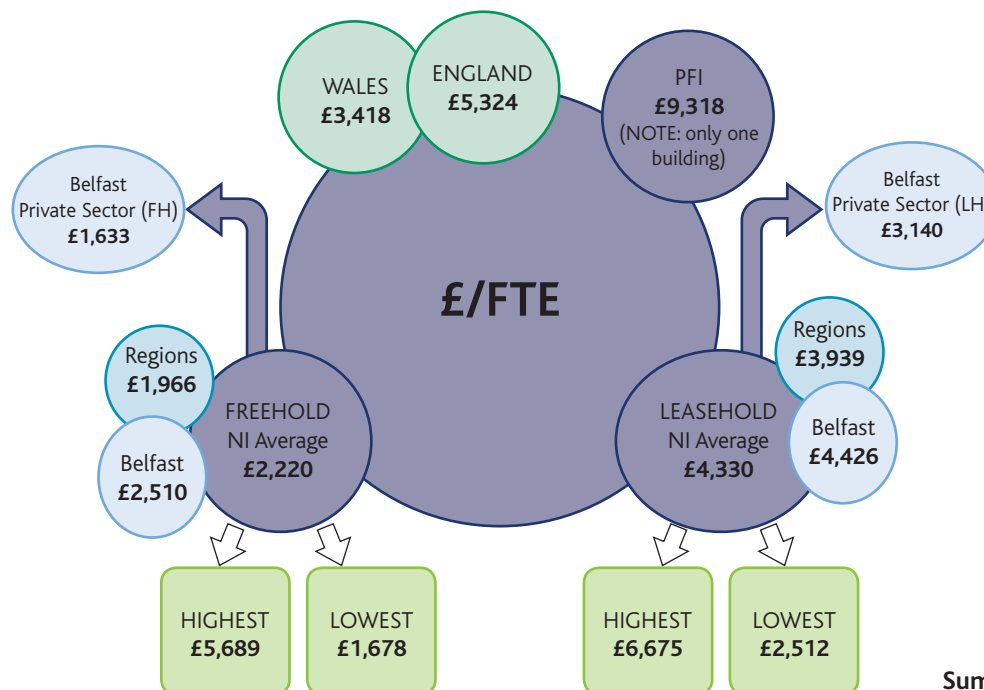 WALES
£3,418
ENGLAND
£5,324
PFI
£9,318
(NOTE: only one
building)
Belfast
Private Sector (FH)
£1,633
Belfast
Private Sector (LH
£3,140
£/FTE
Regions
£1,966
FREEHOLD
NI Average
£2,220
Belfast
£2,510
Regions
£3,939
LEASEHOLD
NI Average
£4,330
Belfast
£4,426
HIGHEST
£5,689
LOWEST
£1,678
HIGHEST
£6,675
LOWEST
£2,512